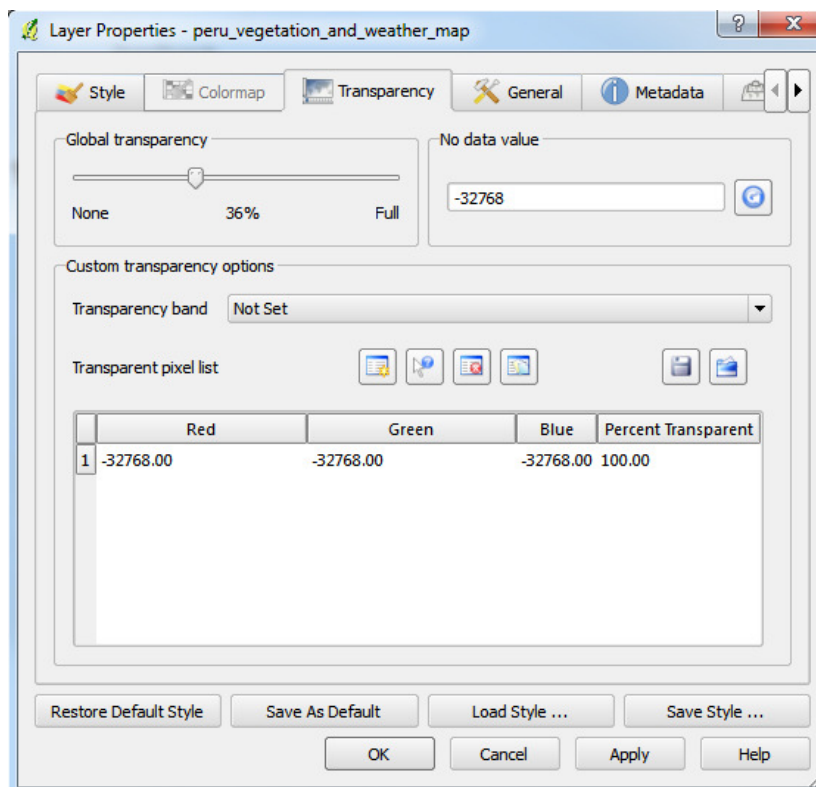 Layer Properties - peru_vegetation_and_weather_map
Style Colormap Transparency General Metadata
Global transparency
None 36% Full
No data value
-32768
Custom transparency options
Transparency band Not Set
Transparent pixel list
Red Green Blue Percent Transparent
1 -32768.00 -32768.00 -32768.00 100.00
Restore Default Style Save As Default Load Style ... Save Style ...
OK Cancel Apply Help